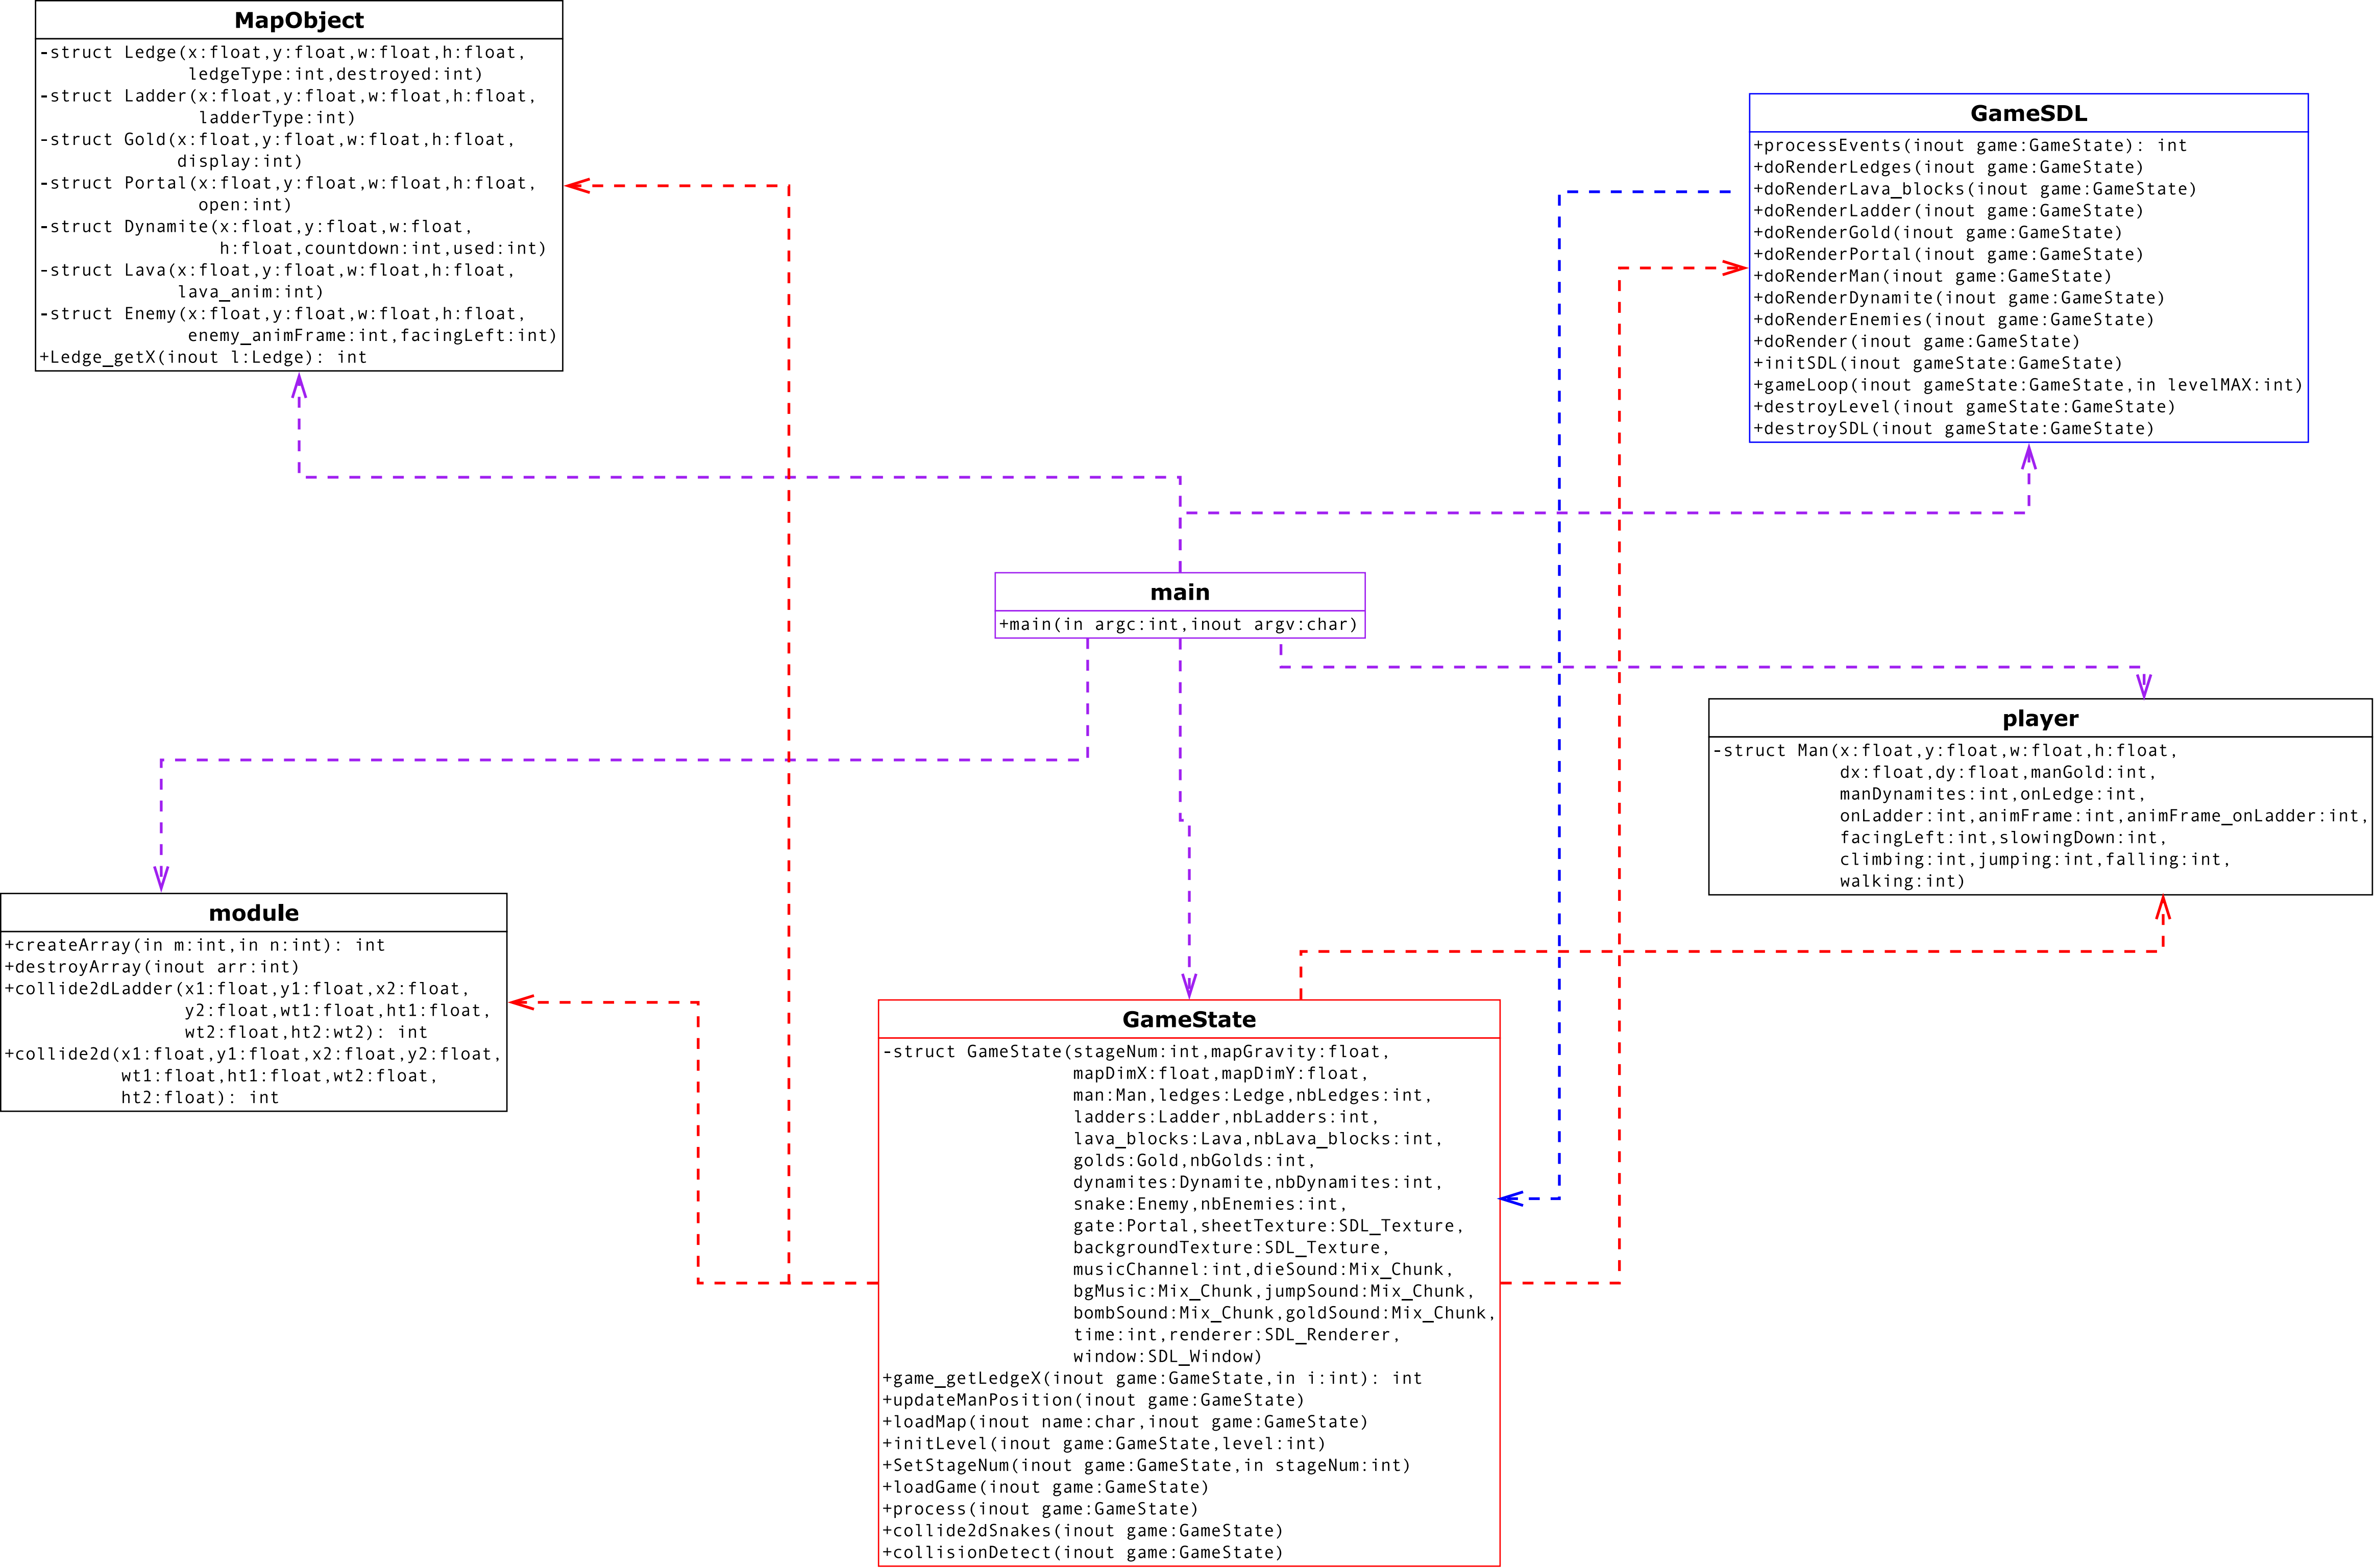 MapObject
-struct Ledge(x:float,y:float,w:float,h:float,
ledgeType:int,destroyed:int)
-struct Ladder(x:float,y:float,w:float,h:float,
ladderType:int)
-struct Gold(x:float,y:float,w:float,h:float,
display:int)
-struct Portal(x:float,y:float,w:float,h:float,
open:int)
-struct Dynamite(x:float,y:float,w:float,
h:float,countdown:int,used:int)
-struct Lava(x:float,y:float,w:float,h:float,
lava_anim:int)
-struct Enemy(x:float,y:float,w:float,h:float,
enemy_animFrame:int,facingLeft:int)
+Ledge_getX(inout l:Ledge): int
GameSDL
+processEvents(inout game:GameState): int
+doRenderLedges(inout game:GameState)
+doRenderLava_blocks(inout game:GameState)
+doRenderLadder(inout game:GameState)
+doRenderGold(inout game:GameState)
+doRenderPortal(inout game:GameState)
+doRenderMan(inout game:GameState)
+doRenderDynamite(inout game:GameState)
+doRenderEnemies(inout game:GameState)
+doRender(inout game:GameState)
+initSDL(inout gameState:GameState)
+gameLoop(inout gameState:GameState,in levelMAX:int)
+destroyLevel(inout gameState:GameState)
+destroySDL(inout gameState:GameState)
main
+main(in argc:int,inout argv:char)
player
-struct Man(x:float,y:float,w:float,h:float,
dx:float,dy:float,manGold:int,
manDynamites:int,onLedge:int,
onLadder:int,animFrame:int,animFrame_onLadder:int,
facingLeft:int,slowingDown:int,
climbing:int,jumping:int,falling:int,
walking:int)
module
+createArray(in m:int,in n:int): int
+destroyArray(inout arr:int)
+collide2dLadder(x1:float,y1:float,x2:float,
y2:float,wt1:float,ht1:float,
wt2:float,ht2:wt2): int
+collide2d(x1:float,y1:float,x2:float,y2:float,
wt1:float,ht1:float,wt2:float,
ht2:float): int
GameState
-struct GameState(stageNum:int,mapGravity:float,
mapDimX:float,mapDimY:float,
man:Man,ledges:Ledge,nbLedges:int,
ladders:Ladder,nbLadders:int,
lava_blocks:Lava,nbLava_blocks:int,
golds:Gold,nbGolds:int,
dynamites:Dynamite,nbDynamites:int,
snake:Enemy,nbEnemies:int,
gate:Portal,sheetTexture:SDL_Texture,
backgroundTexture:SDL_Texture,
musicChannel:int,dieSound:Mix_Chunk,
bgMusic:Mix_Chunk,jumpSound:Mix_Chunk,
bombSound:Mix_Chunk,goldSound:Mix_Chunk,
time:int,renderer:SDL_Renderer,
window:SDL_Window)
+game_getLedgeX(inout game:GameState,in i:int): int
+updateManPosition(inout game:GameState)
+loadMap(inout name:char,inout game:GameState)
+initLevel(inout game:GameState,level:int)
+SetStageNum(inout game:GameState,in stageNum:int)
+loadGame(inout game:GameState)
+process(inout game:GameState)
+collide2dSnakes(inout game:GameState)
+collisionDetect(inout game:GameState)